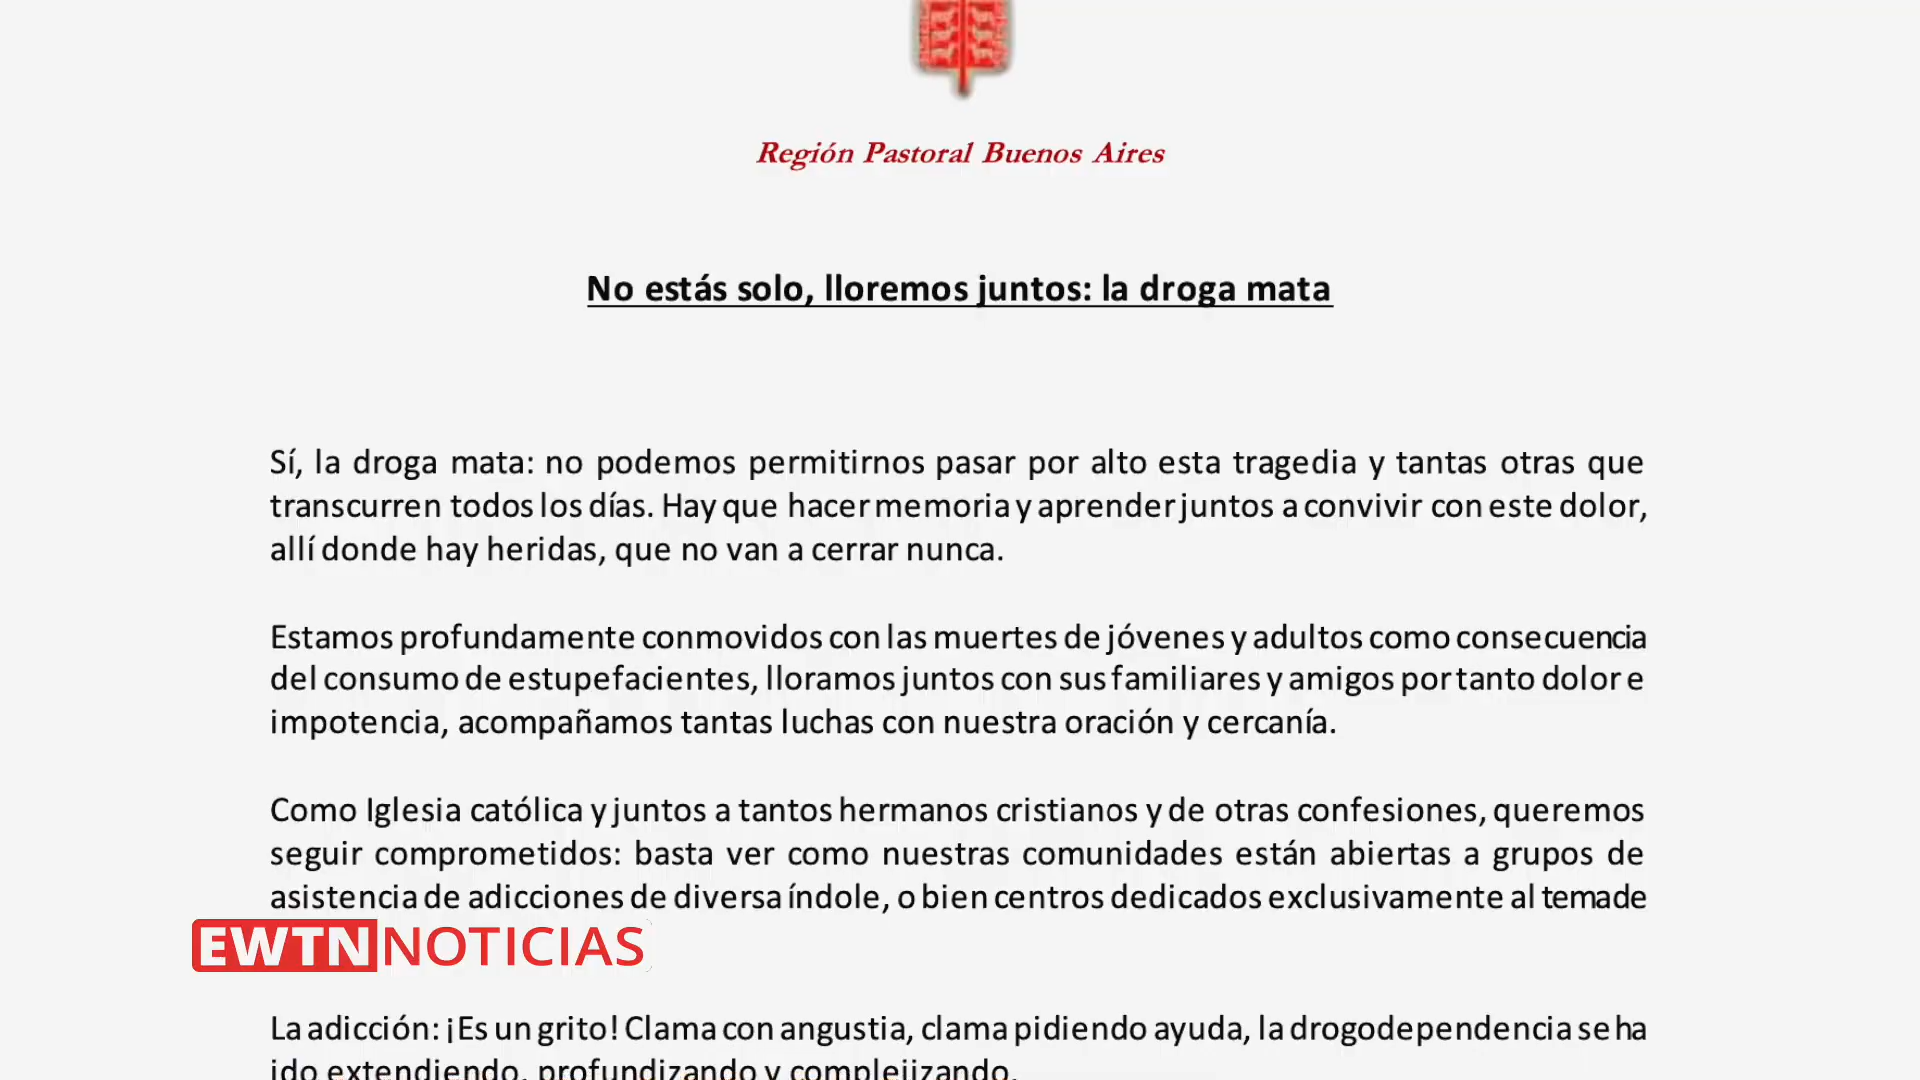 Región Pastoral Buenos Aires
No estás solo, lloremos juntos: la droga mata
Sí, la droga mata: no podemos permitirnos pasar por alto esta tragedia y tantas otras que
transcurren todos los días. Hay que hacer memoria y aprender juntos a convivir con este dolor,
allí donde hay heridas, que no van a cerrar nunca.
Estamos profundamente conmovidos con las muertes de jóvenes y adultos como consecuencia
del consumo de estupefacientes, lloramos juntos con sus familiares y amigos por tanto dolor e
impotencia, acompañamos tantas luchas con nuestra oración y cercanía.
Como Iglesia católica y juntos a tantos hermanos cristianos y de otras confesiones, queremos
seguir comprometidos: basta ver como nuestras comunidades están abiertas a grupos de
asistencia de adicciones de diversa índole, o bien centros dedicados exclusivamente al tema de
EWTN NOTICIAS
La adicción: ¡Es un grito! Clama con angustia, clama pidiendo ayuda, la drogodependencia se ha
ido extendiendo, profundizando y complejizando.